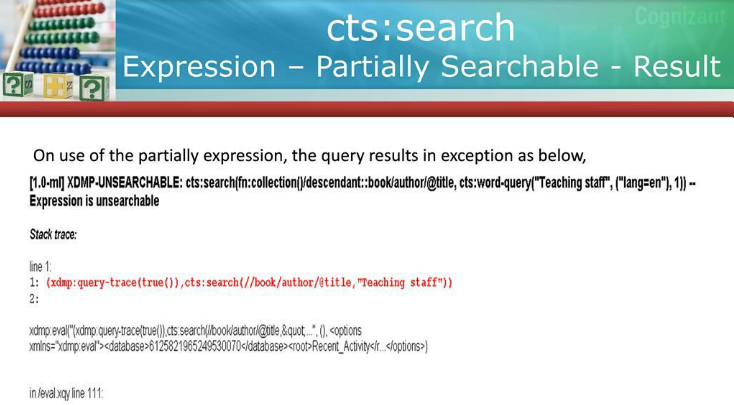 Cognizant
cts:search
Expression – Partially Searchable - Result
On use of the partially expression, the query results in exception as below,
[1.0-ml] XDMP-UNSEARCHABLE: cts:search(fn:collection()/descendant::book/author/@title, cts:word-query("Teaching staff", ("lang=en"), 1)) --
Expression is unsearchable
Stack trace:
line 1:
1: (xdmp:query-trace(true()),cts:search(//book/author/@title,"Teaching staff"))
2:
xdmp:eval("(xdmp:query-trace(true()),cts:search(//book/author/@title,&quot;...", (), <options
xmlns="xdmp:eval"><database>6125821965249530070</database><root>Recent_Activity</r...</options>)
in /eval.xqy line 111: